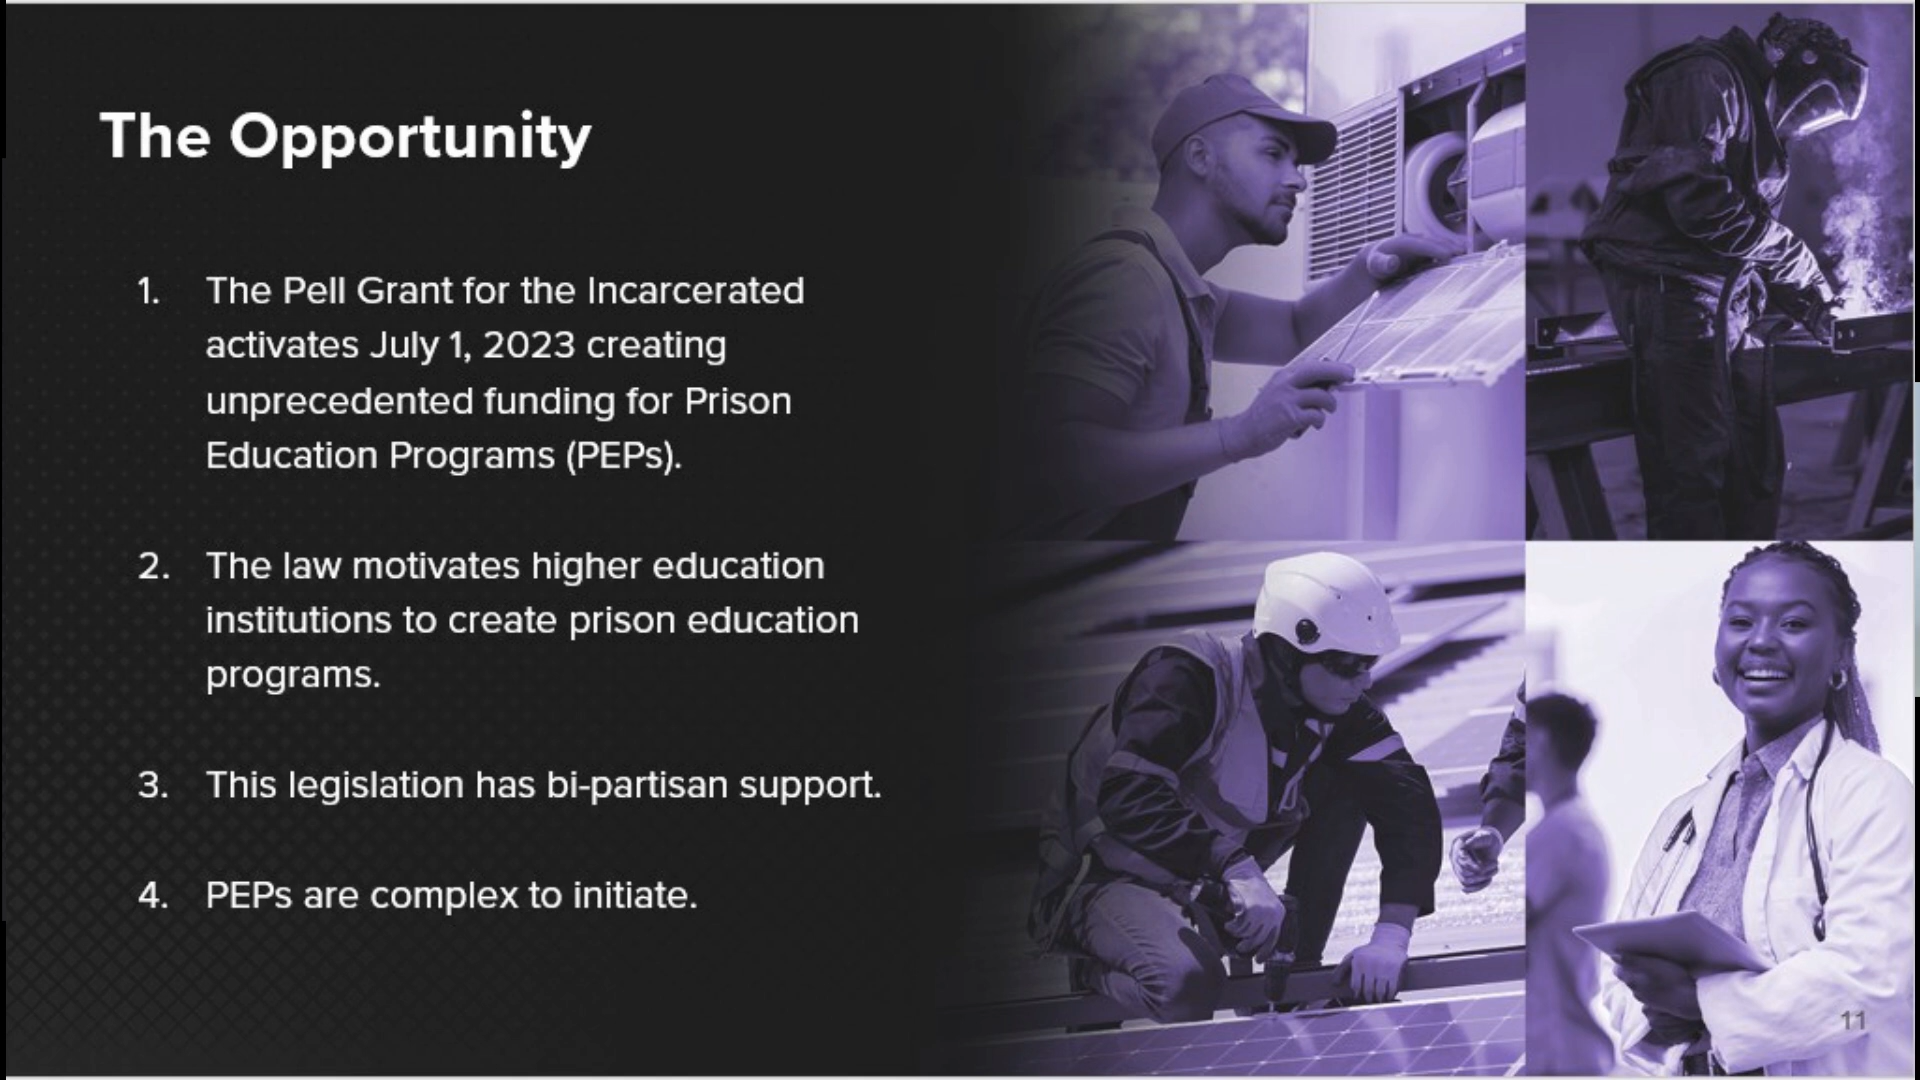 The Opportunity
1. The Pell Grant for the Incarcerated
activates July 1, 2023 creating
unprecedented funding for Prison
Education Programs (PEPs).
2. The law motivates higher education
institutions to create prison education
programs.
3. This legislation has bi-partisan support.
4. PEPs are complex to initiate.
11